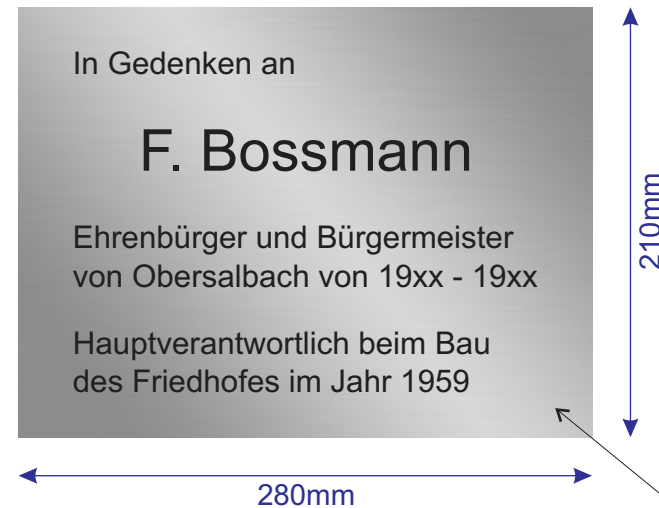 In Gedenken an
F. Bossmann
Ehrenbürger und Bürgermeister
von Obersalbach von 19xx - 19xx
Hauptverantwortlich beim Bau
des Friedhofes im Jahr 1959
210mm
280mm